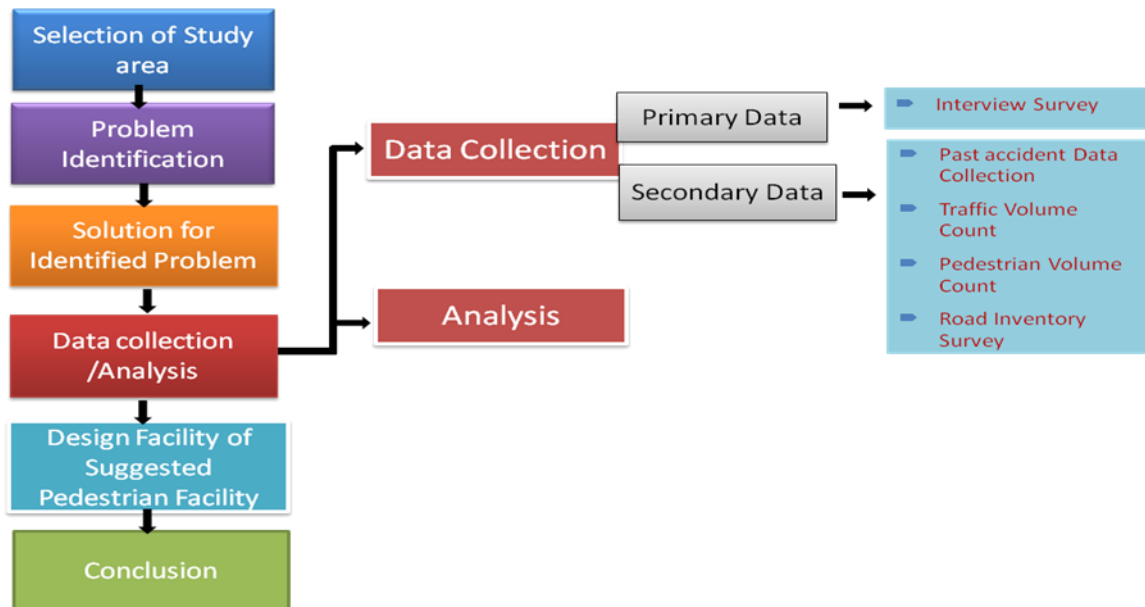 Selection of Study
area
Problem
Identification
Solution for
Identified Problem
Data collection
/Analysis
Design Facility of
Suggested
Pedestrian Facility
Conclusion
Data Collection
Analysis
Primary Data
Secondary Data
Interview Survey
Past accident Data
Collection
Traffic Volume
Count
Pedestrian Volume
Count
Road Inventory
Survey